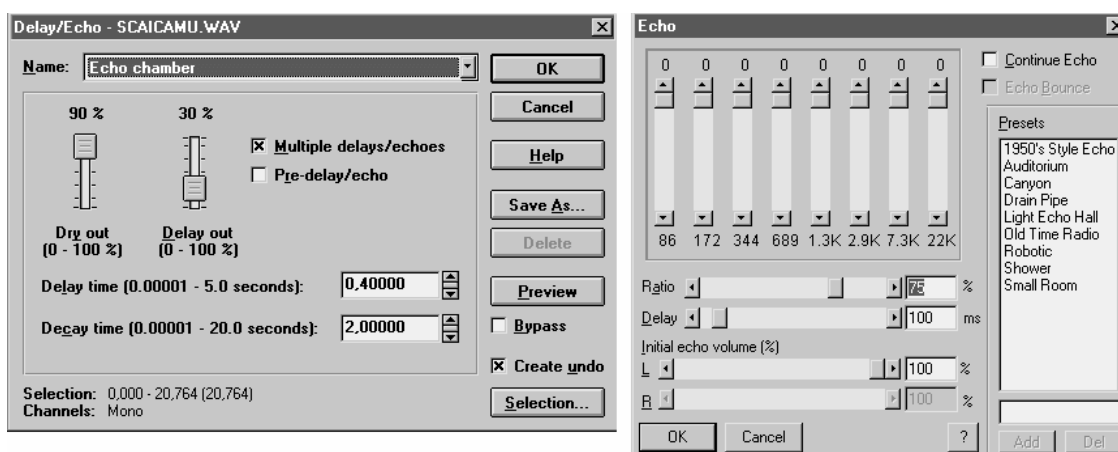 Delay/Echo - SCAICAMU.WAV
Name: Echo chamber
OK
Cancel
Help
Save As...
Delete
Preview
Bypass
Create undo
Selection...
90 % 30 %
Multiple delays/echoes
Pre-delay/echo
Dry out Delay out
(0 - 100 %) (0 - 100 %)
Delay time (0.00001 - 5.0 seconds): 0,40000
Decay time (0.00001 - 20.0 seconds): 2,00000
Selection: 0,000 - 20,764 (20,764)
Channels: Mono
Echo
0 0 0 0 0 0 0 0
86 172 344 689 1.3K 2.9K 7.3K 22K
Continue Echo
Echo Bounce
Presets
1950's Style Echo
Auditorium
Canyon
Drain Pipe
Light Echo Hall
Old Time Radio
Robotic
Shower
Small Room
Ratio 75 %
Delay 100 ms
Initial echo volume (%)
L 100 %
R 100 %
OK Cancel ?
Add Del